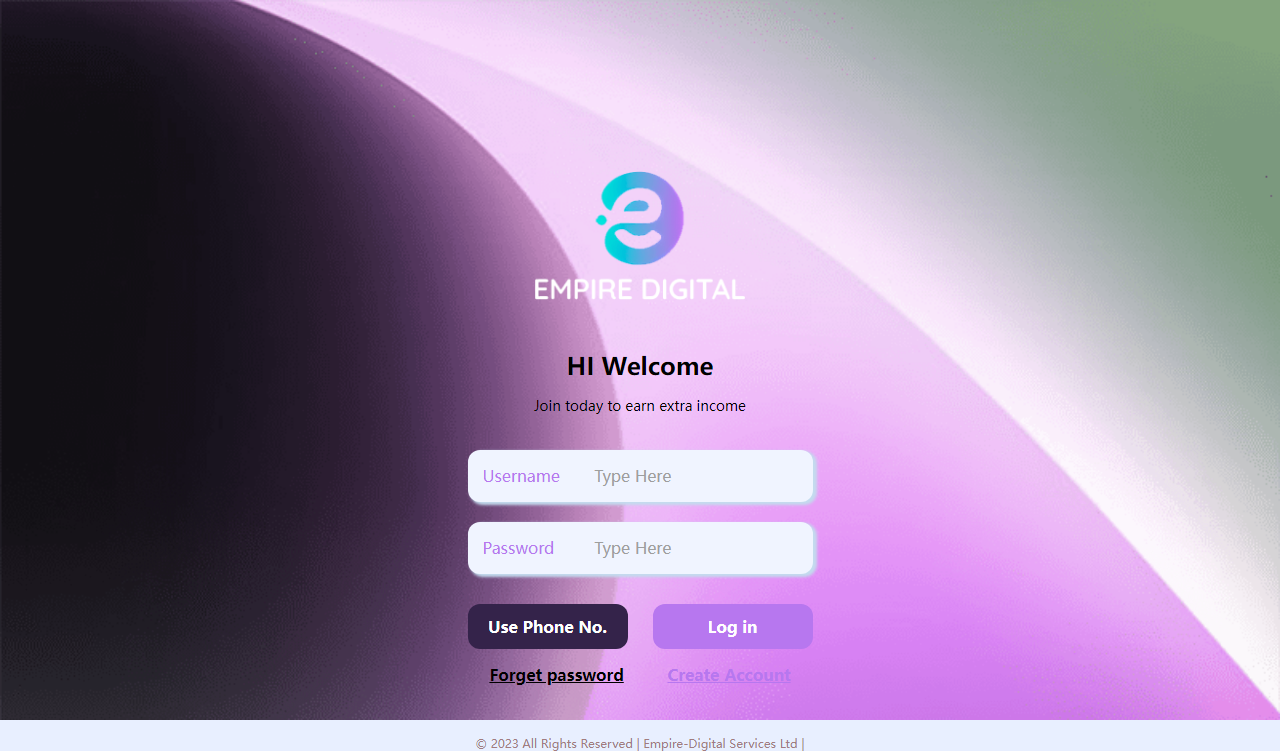 EMPIRE DIGITAL
HI Welcome
Join today to earn extra income
Username Type Here
Password Type Here
Use Phone No. Log in
Forget password Create Account
© 2023 All Rights Reserved | Empire-Digital Services Ltd |